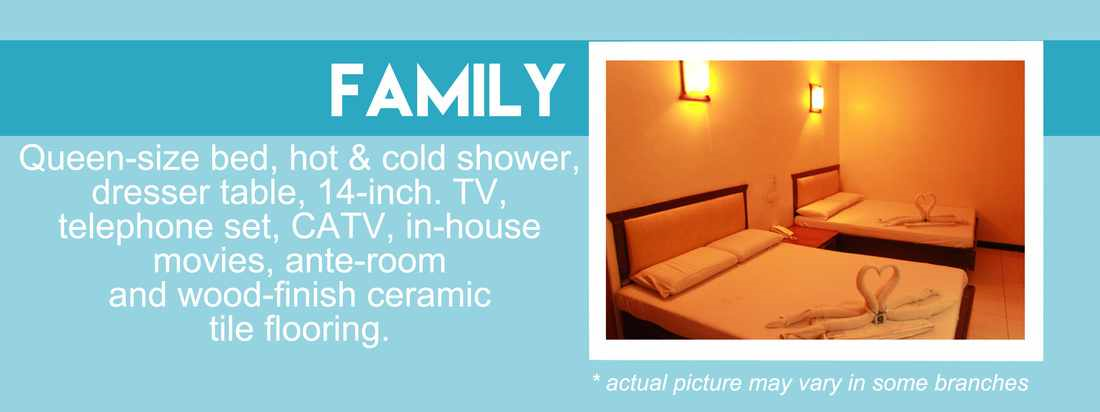 FAMILY
Queen-size bed, hot & cold shower,
dresser table, 14-inch. TV,
telephone set, CATV, in-house
movies, ante-room
and wood-finish ceramic
tile flooring.
* actual picture may vary in some branches